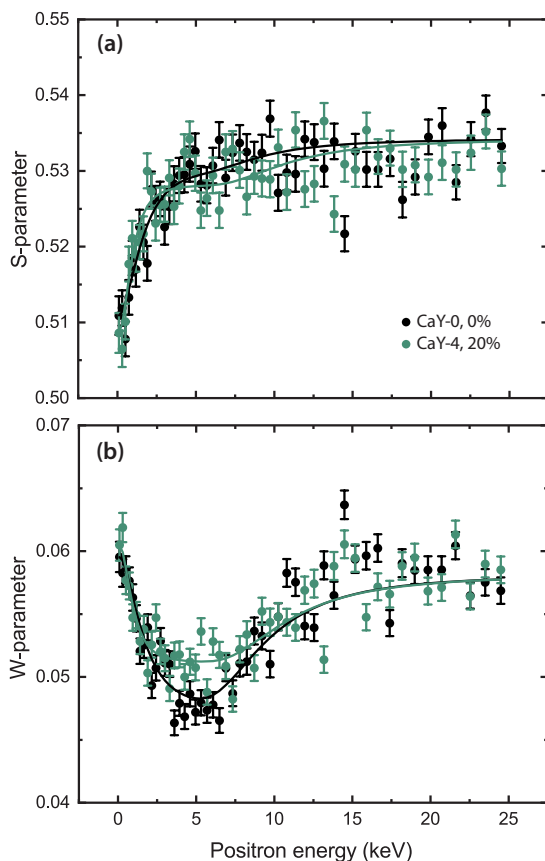 0.55
(a)
0.54
0.53
0.52
0.51
0.50
S-parameter
CaY-0, 0%
CaY-4, 20%
0.07
(b)
0.06
0.05
0.04
W-parameter
0 5 10 15 20 25
Positron energy (keV)